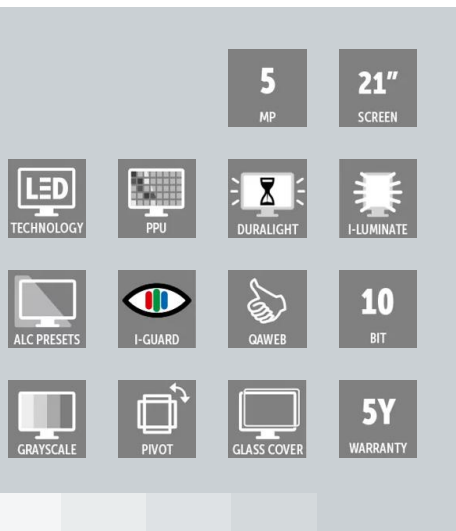 5
MP
21"
SCREEN
LED
TECHNOLOGY
PPU
DURALIGHT
I-LUMINATE
ALC PRESETS
I-GUARD
QAWEB
10
BIT
GRAYSCALE
PIVOT
GLASS COVER
5Y
WARRANTY